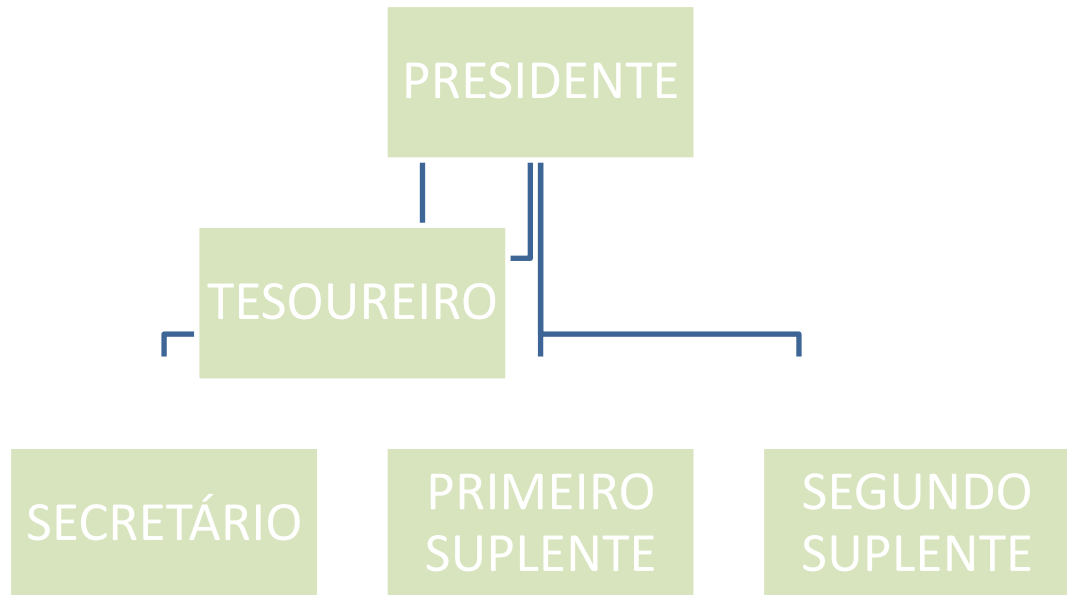 PRESIDENTE
TESOUREIRO
SECRETÁRIO
PRIMEIRO
SUPLENTE
SEGUNDO
SUPLENTE